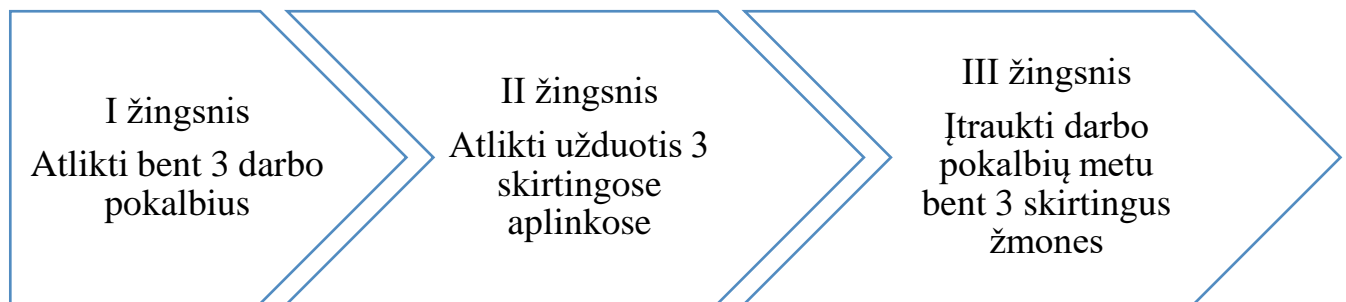 I žingsnis
Atlikti bent 3 darbo
pokalbius
II žingsnis
Atlikti užduotis 3
skirtingose
aplinkose
III žingsnis
Įtraukti darbo
pokalbių metu
bent 3 skirtingus
žmones